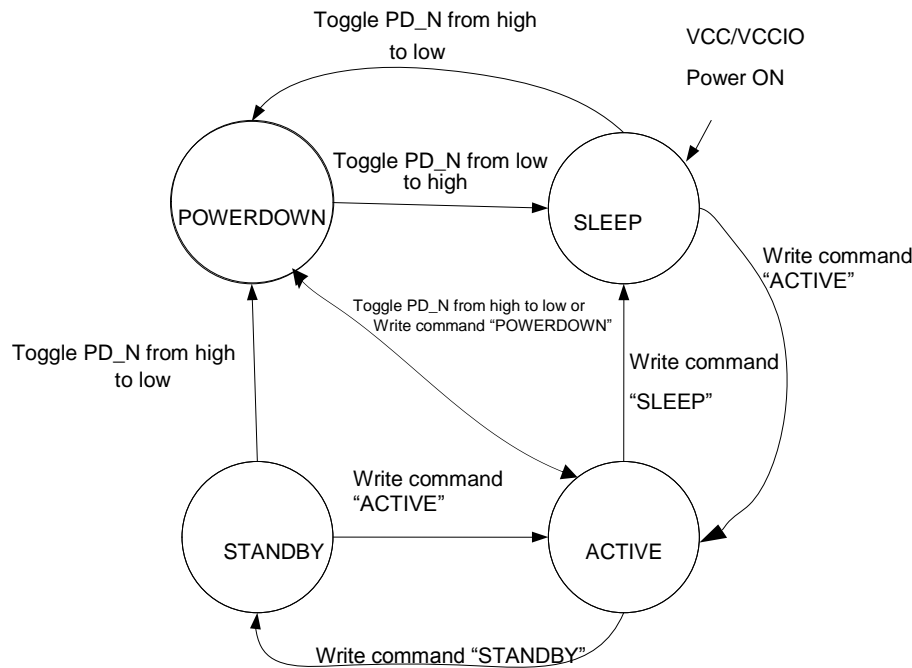 Toggle PD_N from high
to low
VCC/VCCIO
Power ON
Toggle PD_N from low
to high
POWERDOWN
SLEEP
Write command
“ACTIVE”
Toggle PD_N from high to low or
Write command “POWERDOWN”
Toggle PD_N from high
to low
Write command
“SLEEP”
Write command
“ACTIVE”
STANDBY
ACTIVE
Write command “STANDBY”